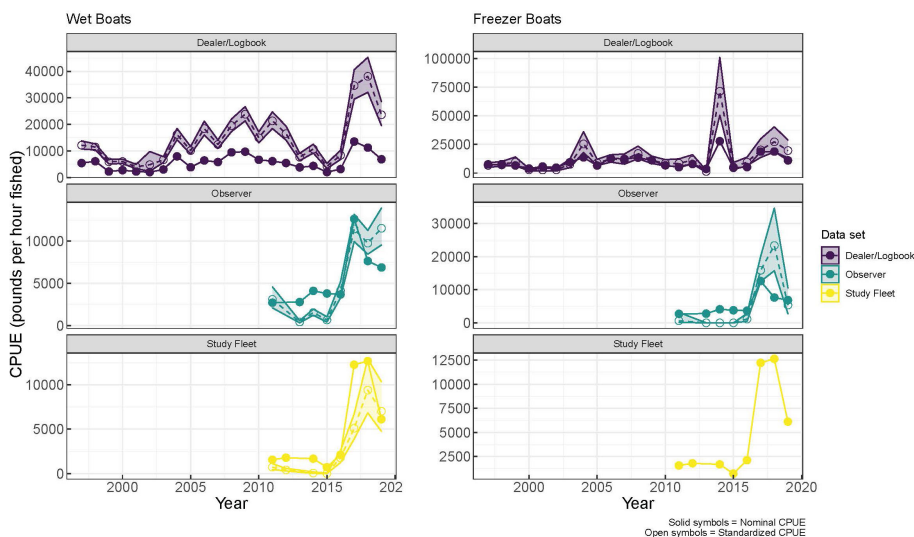 Wet Boats
Freezer Boats
Dealer/Logbook
Dealer/Logbook
40000
30000
20000
10000
0
100000
75000
50000
25000
0
Observer
Observer
10000
5000
0
30000
20000
10000
0
Study Fleet
Study Fleet
10000
5000
0
12500
10000
7500
5000
2500
2000
2005
2010
2015
202
2000
2005
2010
2015
2020
Year
Year
CPUE (pounds per hour fished)
Data set
Dealer/Logbook
Observer
Study Fleet
Solid symbols = Nominal CPUE
Open symbols = Standardized CPUE